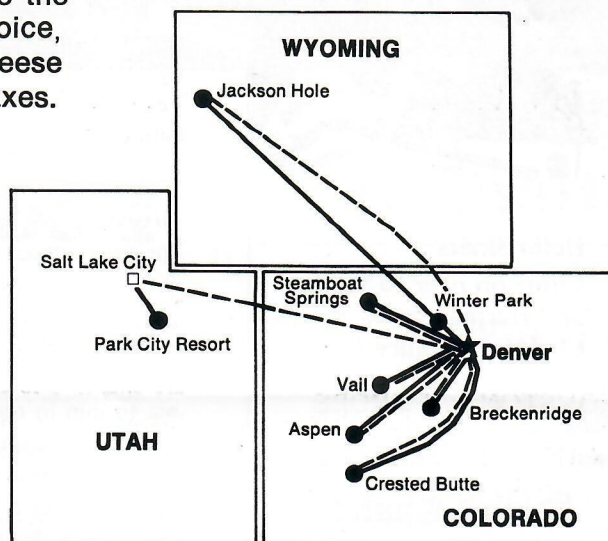 to the
oice,
eese
axes.
WYOMING
Jackson Hole
Salt Lake City
Park City Resort
UTAH
Steamboat
Springs
Winter Park
Denver
Vail
Breckenridge
Aspen
Crested Butte
COLORADO